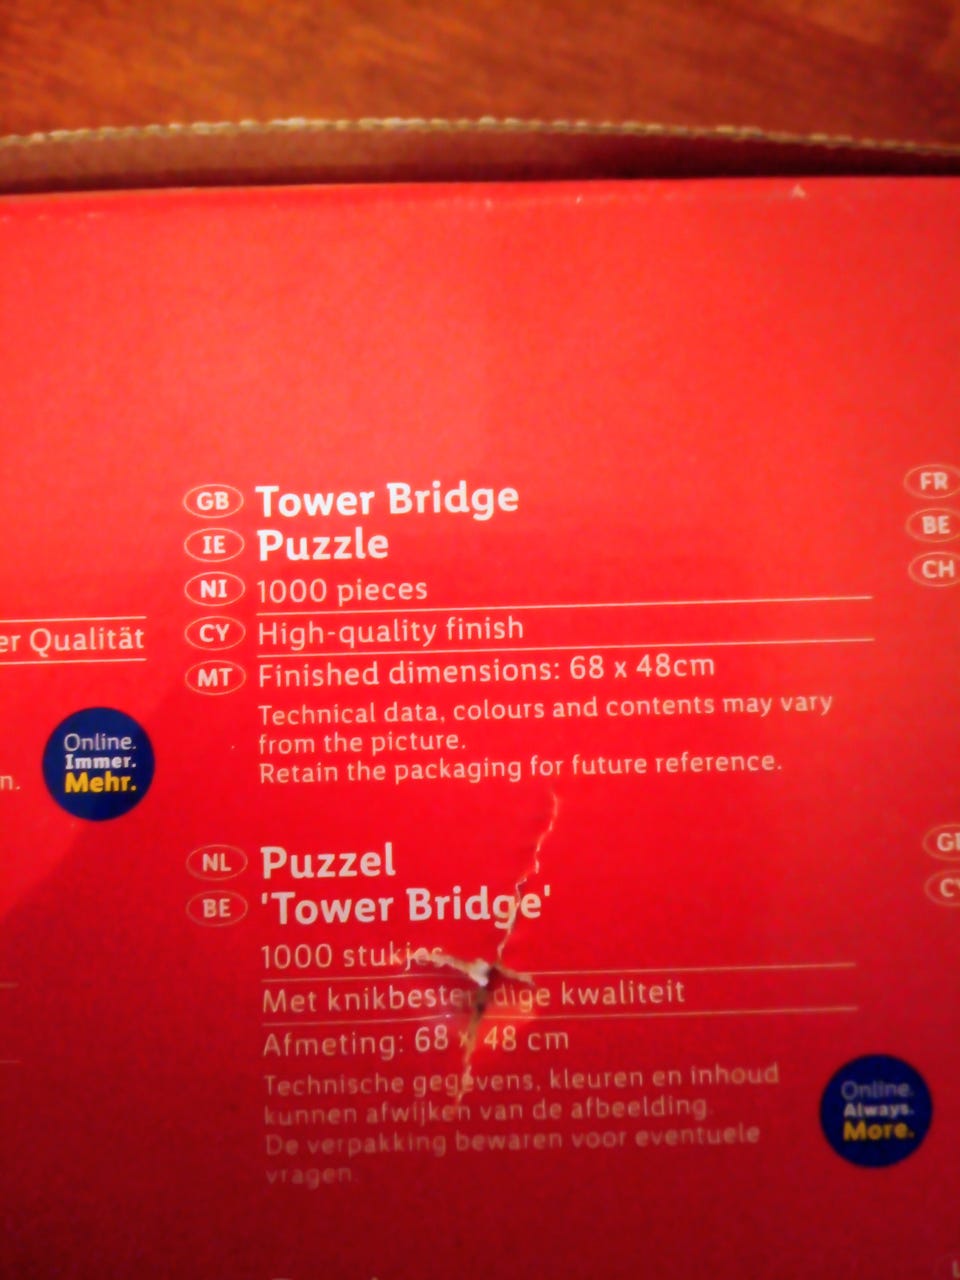 er Qualität
n.
Online.
Immer.
Mehr.
GB Tower Bridge
IE Puzzle
NI 1000 pieces
CY High-quality finish
MT Finished dimensions: 68 x 48cm
Technical data, colours and contents may vary
from the picture.
Retain the packaging for future reference.
NL Puzzel
BE 'Tower Bridge'
1000 stukjes
Met knikbestendige kwaliteit
Afmeting: 68 x 48 cm
Technische gegevens, kleuren en inhoud
kunnen afwijken van de afbeelding.
De verpakking bewaren voor eventuele
vragen.
Online.
Always.
More.
FR
BE
CH